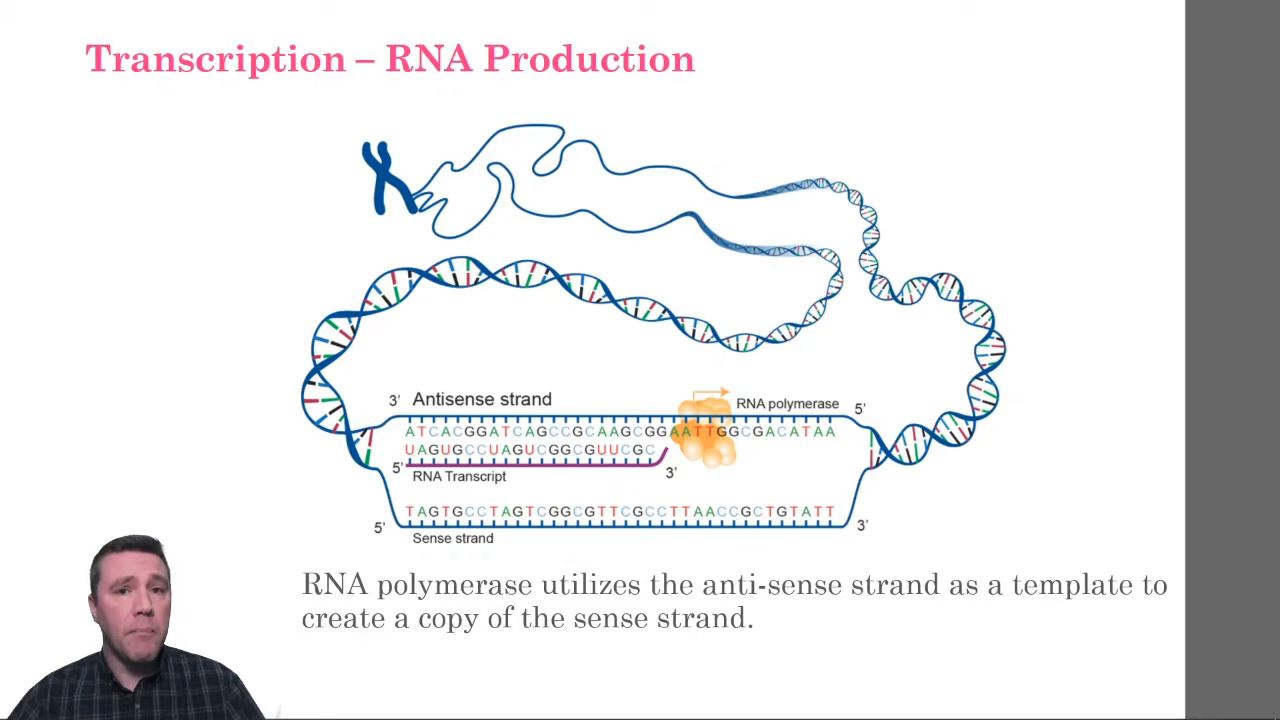 Transcription – RNA Production
3’ Antisense strand
RNA polymerase 5’
ATCACGGATCAGCCGCAAGCGGAATTGGCGACATAA
UAGUGCCUAGUCGGCGUUCGC
5’ 3’
RNA Transcript
TAGTGCCTAGTCGGCGTTCGCCTTAACCGCTGTATT
5’ 3’
Sense strand
RNA polymerase utilizes the anti-sense strand as a template to
create a copy of the sense strand.